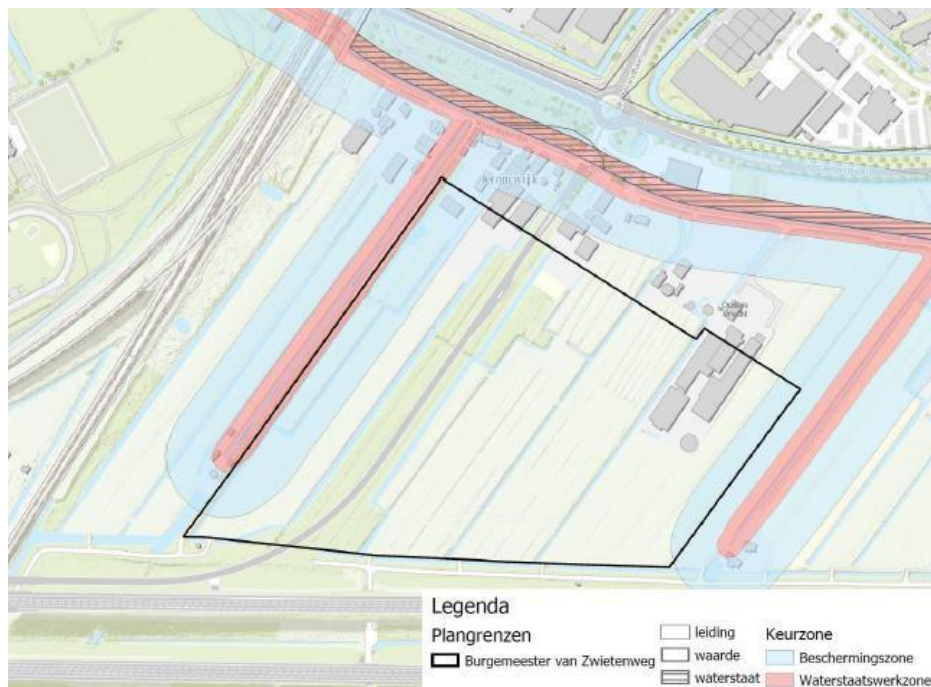 Legenda
Plangrenzen
Burgemeester van Zwietenweg
leiding
waarde
waterstaat
Keurzone
Beschermingszone
Waterstaatswerkzone